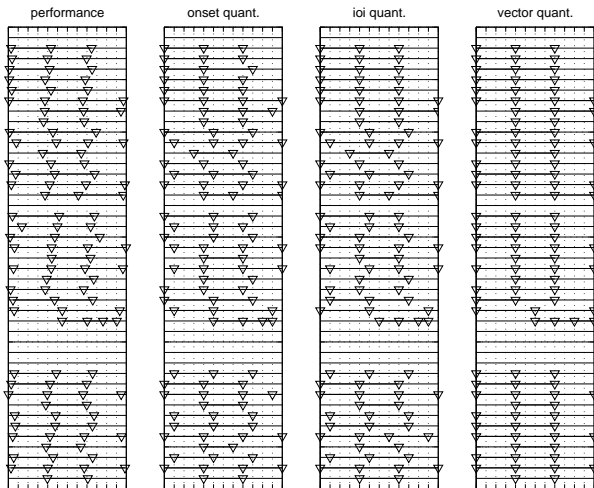 performance
onset quant.
ioi quant.
vector quant.